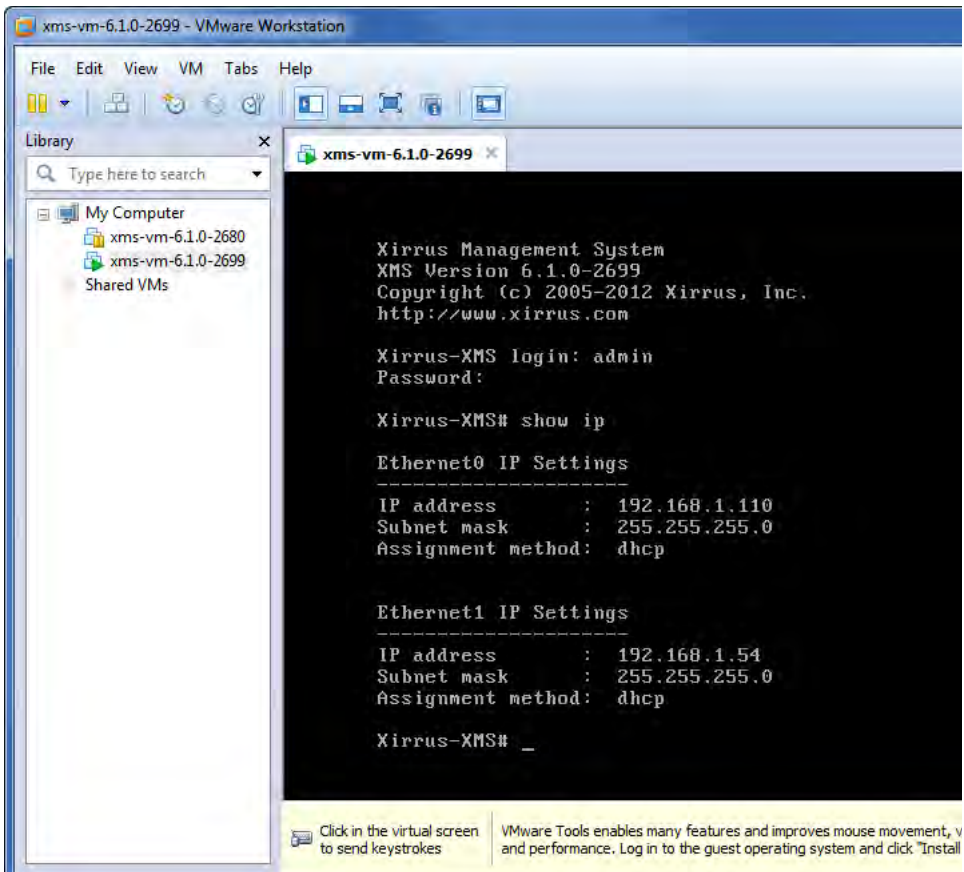 xms-vm-6.1.0-2699 - VMware Workstation
File Edit View VM Tabs Help
Library
Type here to search
My Computer
xms-vm-6.1.0-2680
xms-vm-6.1.0-2699
Shared VMs
xms-vm-6.1.0-2699
Xirrus Management System
XMS Version 6.1.0-2699
Copyright (c) 2005-2012 Xirrus, Inc.
http://www.xirrus.com
Xirrus-XMS login: admin
Password:
Xirrus-XMS# show ip
Ethernet0 IP Settings
---------------------
IP address : 192.168.1.110
Subnet mask : 255.255.255.0
Assignment method: dhcp
Ethernet1 IP Settings
---------------------
IP address : 192.168.1.54
Subnet mask : 255.255.255.0
Assignment method: dhcp
Xirrus-XMS# _
Click in the virtual screen
to send keystrokes
VMware Tools enables many features and improves mouse movement, v
and performance. Log in to the guest operating system and click "Install